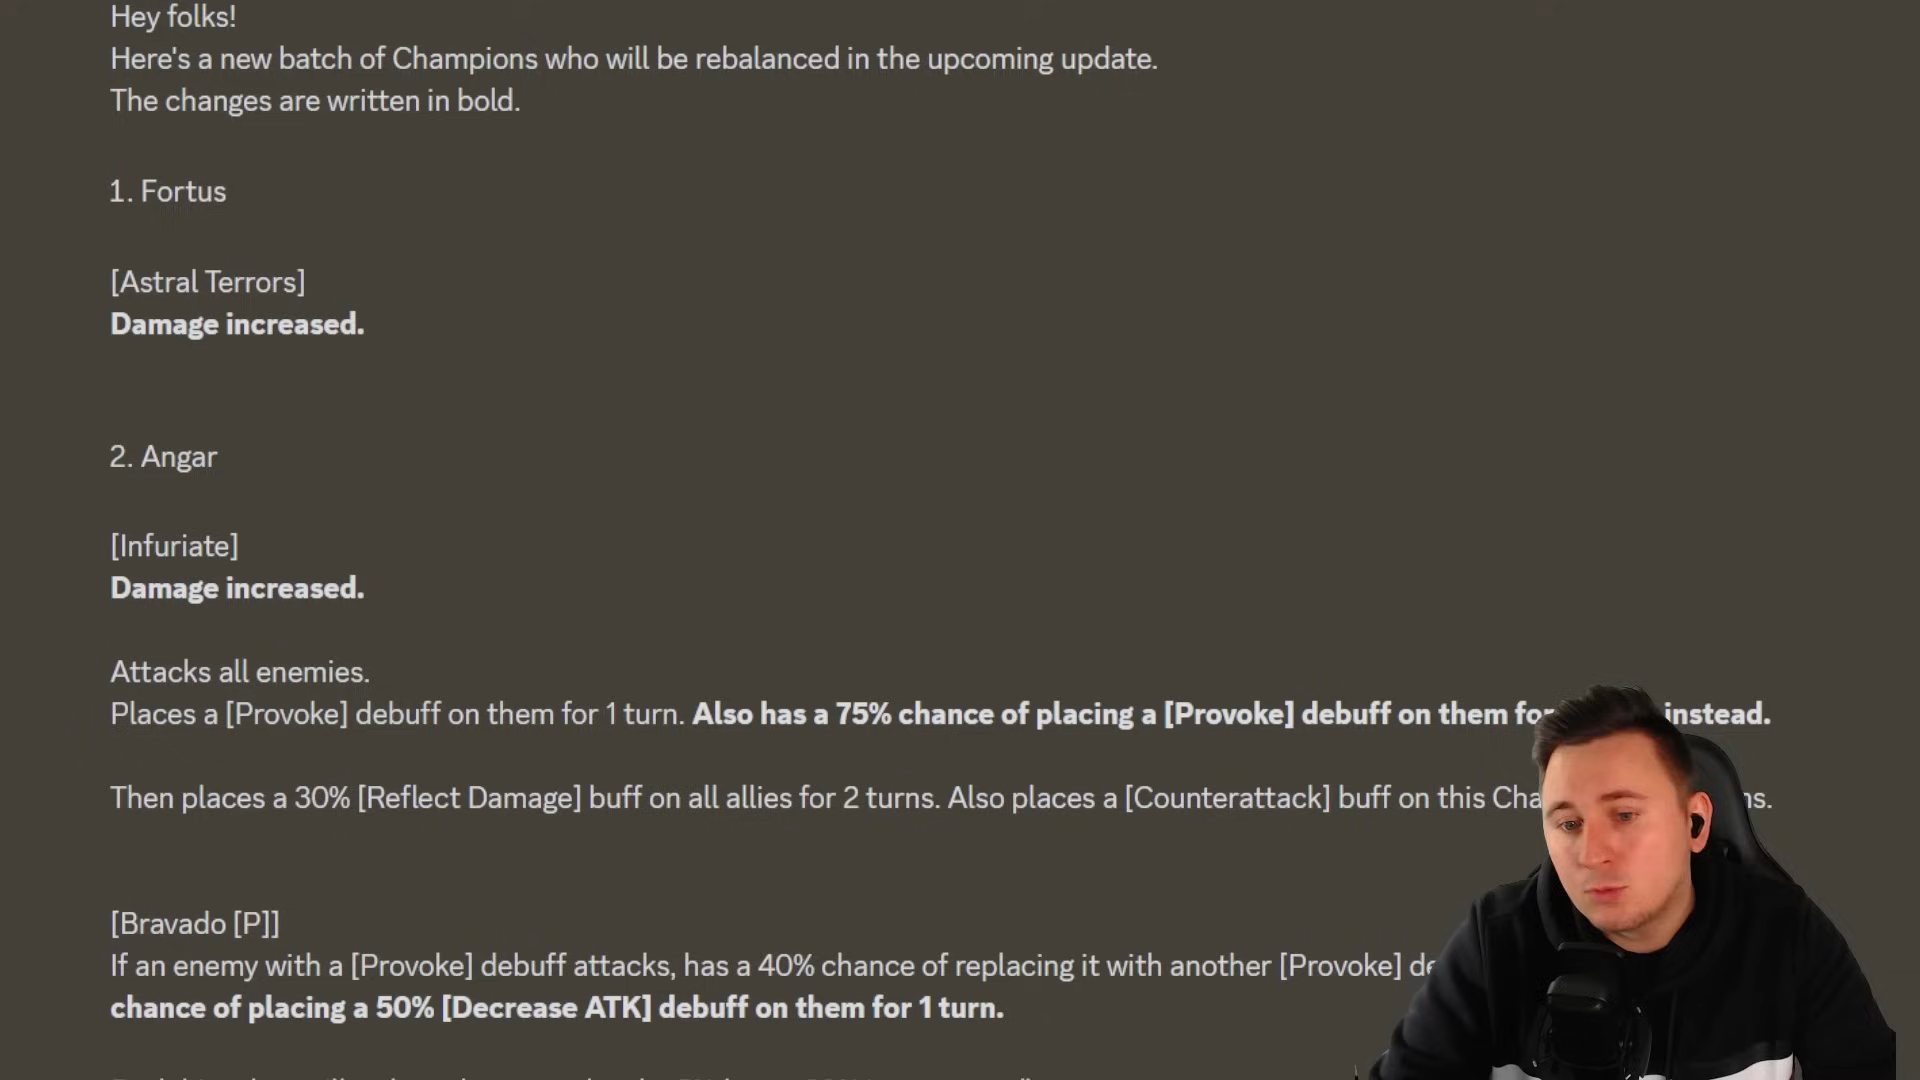 Hey folks!
Here's a new batch of Champions who will be rebalanced in the upcoming update.
The changes are written in bold.
1. Fortus
[Astral Terrors]
Damage increased.
2. Angar
[Infuriate]
Damage increased.
Attacks all enemies.
Places a [Provoke] debuff on them for 1 turn. Also has a 75% chance of placing a [Provoke] debuff on them for instead.
Then places a 30% [Reflect Damage] buff on all allies for 2 turns. Also places a [Counterattack] buff on this
[Bravado [P]]
If an enemy with a [Provoke] debuff attacks, has a 40% chance of replacing it with another [Provoke]
chance of placing a 50% [Decrease ATK] debuff on them for 1 turn.